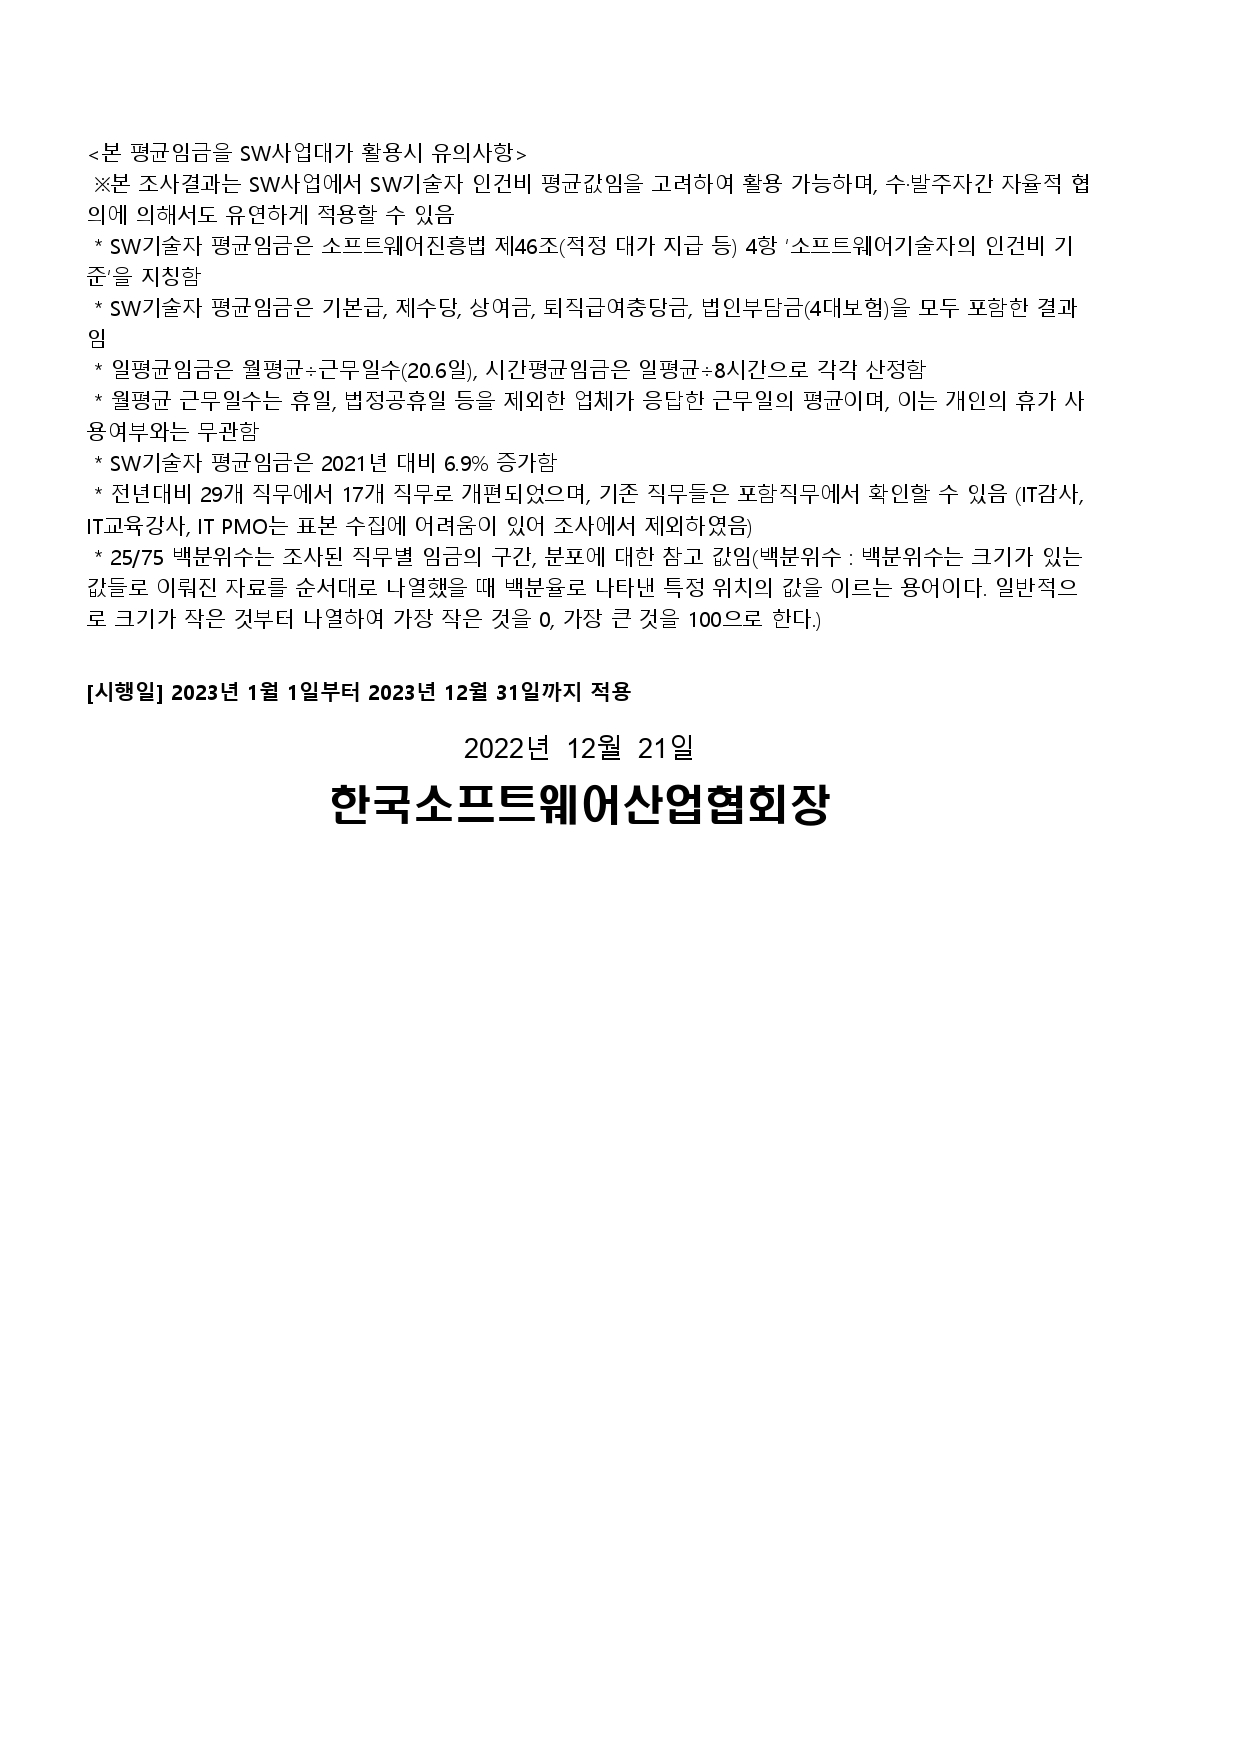 <본 평균임금을 SW사업대가 활용시 유의사항>
※본 조사결과는 SW사업에서 SW기술자 인건비 평균값임을 고려하여 활용 가능하며, 수·발주자간 자율적 협
의에 의해서도 유연하게 적용할 수 있음
* SW기술자 평균임금은 소프트웨어진흥법 제46조(적정 대가 지급 등) 4항 '소프트웨어기술자의 인건비 기
준'을 지칭함
* SW기술자 평균임금은 기본급, 제수당, 상여금, 퇴직급여충당금, 법인부담금(4대보험)을 모두 포함한 결과
임
* 일평균임금은 월평균÷근무일수(20.6일), 시간평균임금은 일평균÷8시간으로 각각 산정함
* 월평균 근무일수는 휴일, 법정공휴일 등을 제외한 업체가 응답한 근무일의 평균이며, 이는 개인의 휴가 사
용여부와는 무관함
* SW기술자 평균임금은 2021년 대비 6.9% 증가함
* 전년대비 29개 직무에서 17개 직무로 개편되었으며, 기존 직무들은 포함직무에서 확인할 수 있음 (IT감사,
IT교육강사, IT PMO는 표본 수집에 어려움이 있어 조사에서 제외하였음)
* 25/75 백분위수는 조사된 직무별 임금의 구간, 분포에 대한 참고 값임(백분위수 : 백분위수는 크기가 있는
값들로 이뤄진 자료를 순서대로 나열했을 때 백분율로 나타낸 특정 위치의 값을 이르는 용어이다. 일반적으
로 크기가 작은 것부터 나열하여 가장 작은 것을 0, 가장 큰 것을 100으로 한다.)
[시행일] 2023년 1월 1일부터 2023년 12월 31일까지 적용
2022년 12월 21일
한국소프트웨어산업협회장